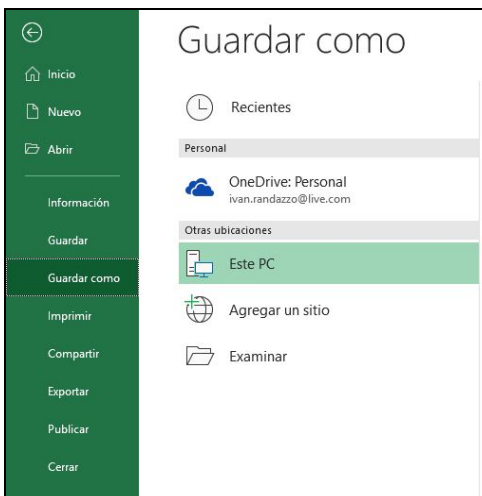 Guardar como
Inicio
Nuevo
Abrir
Información
Guardar
Guardar como
Imprimir
Compartir
Exportar
Publicar
Cerrar
Recientes
Personal
OneDrive: Personal
ivan.randazzo@live.com
Otras ubicaciones
Este PC
Agregar un sitio
Examinar